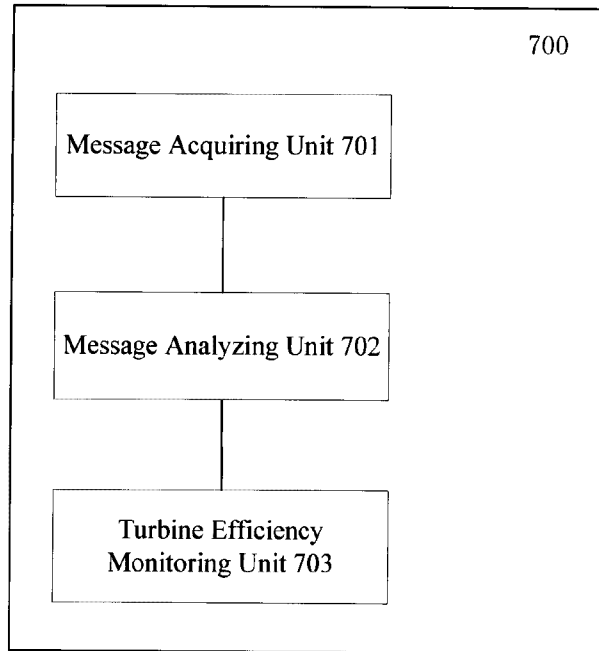 700
Message Acquiring Unit 701
Message Analyzing Unit 702
Turbine Efficiency
Monitoring Unit 703